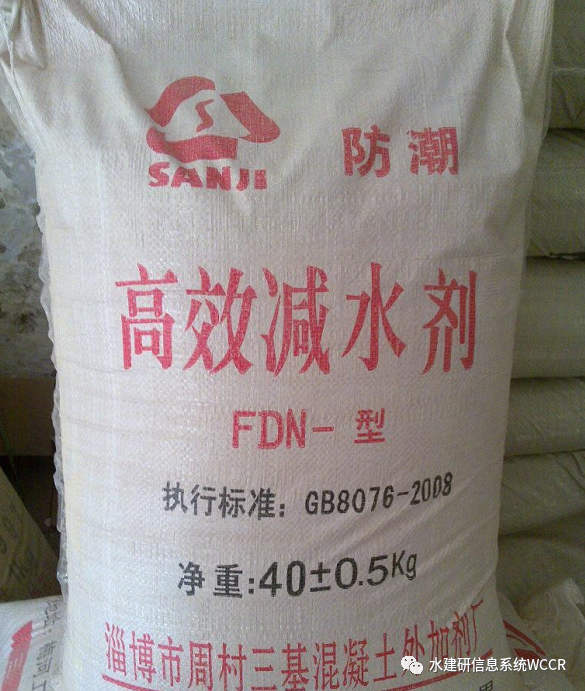 SANJI
防潮
高效减水剂
FDN-型
执行标准：GB8076-2008
净重:40±0.5Kg
淄博市周村三基混凝土处加剂厂
水建研信息系统WCCR